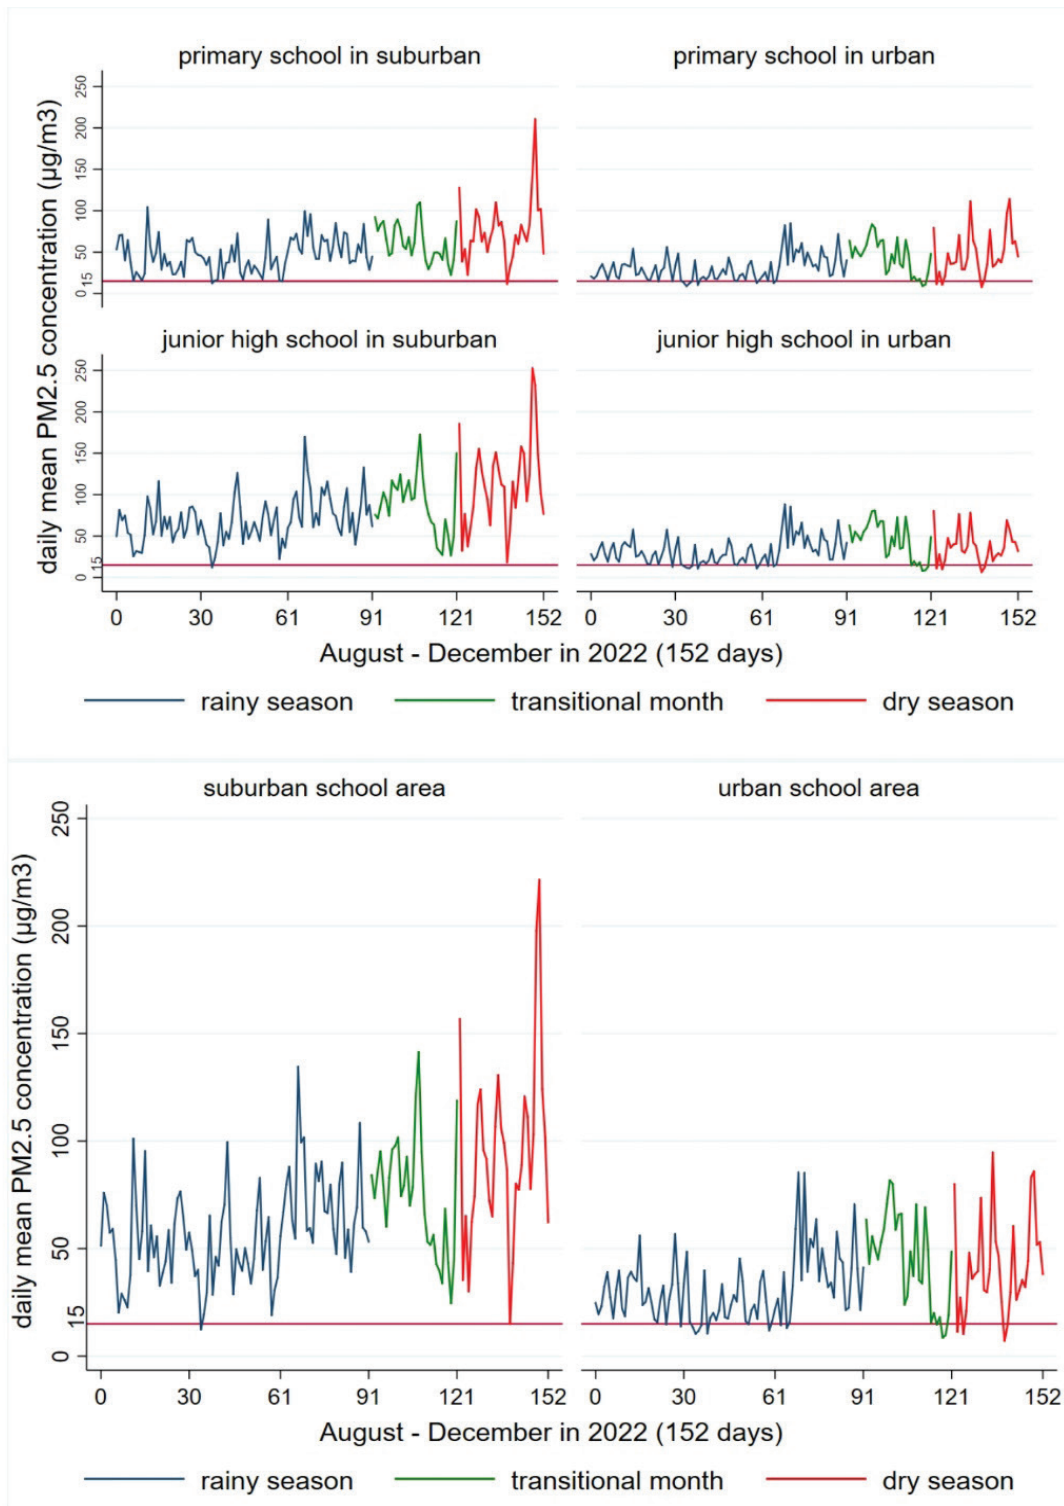 primary school in suburban
primary school in urban
daily mean PM2.5 concentration (µg/m3)
250
200
150
100
50
15
0
junior high school in suburban
junior high school in urban
250
200
150
100
50
15
0
0 30 61 91 121 152
0 30 61 91 121 152
August - December in 2022 (152 days)
rainy season transitional month dry season
suburban school area
urban school area
daily mean PM2.5 concentration (µg/m3)
250
200
150
100
50
15
0
0 30 61 91 121 152
0 30 61 91 121 152
August - December in 2022 (152 days)
rainy season transitional month dry season